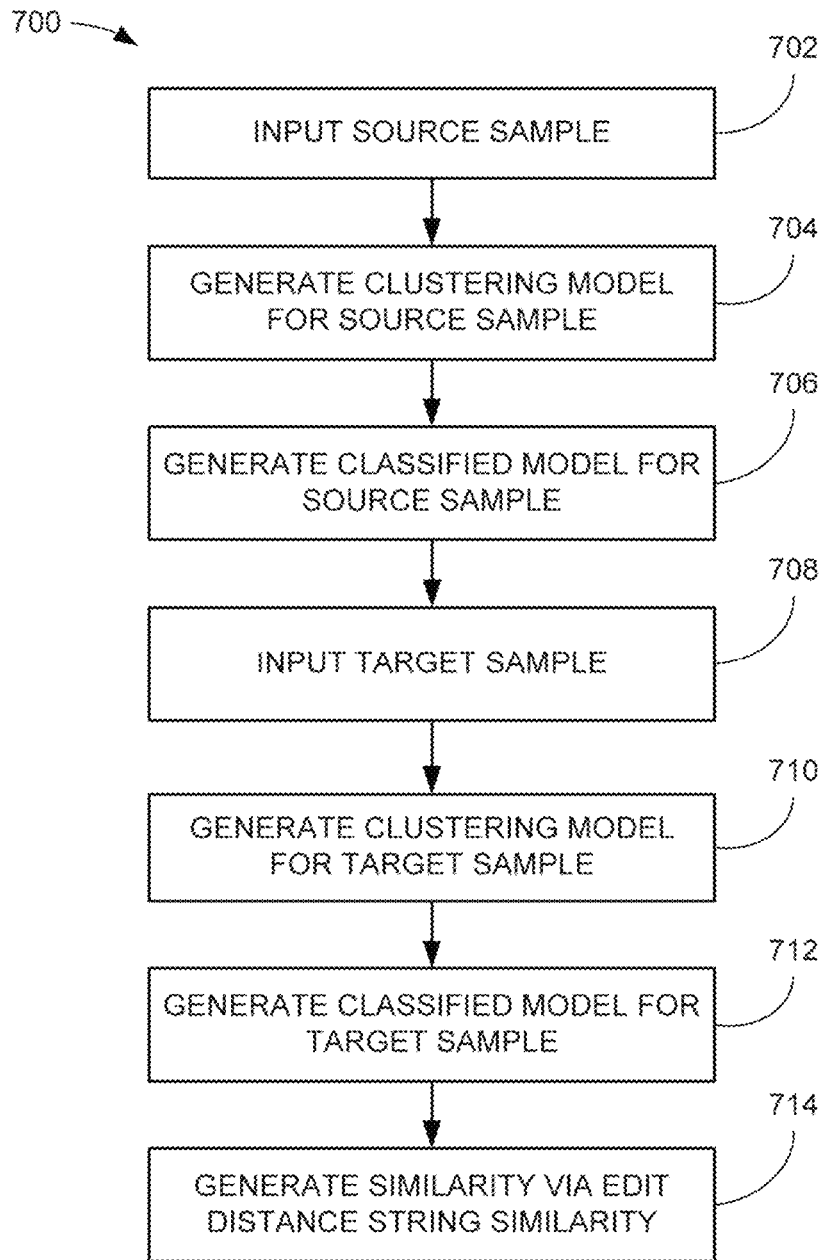 700
702
INPUT SOURCE SAMPLE
704
GENERATE CLUSTERING MODEL
FOR SOURCE SAMPLE
706
GENERATE CLASSIFIED MODEL FOR
SOURCE SAMPLE
708
INPUT TARGET SAMPLE
710
GENERATE CLUSTERING MODEL
FOR TARGET SAMPLE
712
GENERATE CLASSIFIED MODEL FOR
TARGET SAMPLE
714
GENERATE SIMILARITY VIA EDIT
DISTANCE STRING SIMILARITY